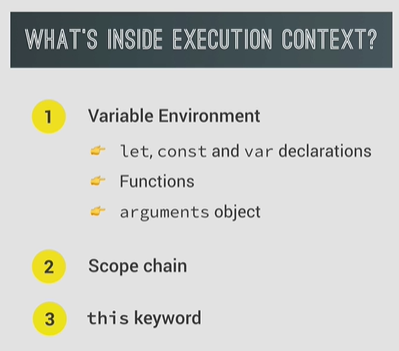 WHAT'S INSIDE EXECUTION CONTEXT?
1 Variable Environment
let, const and var declarations
Functions
arguments object
2 Scope chain
3 this keyword